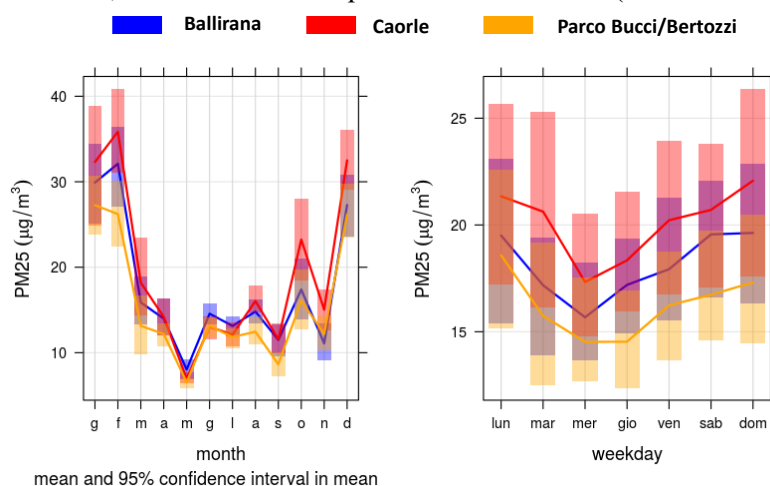 Ballirana Caorle Parco Bucci/Bertozzi
PM25 (μg/m³)
40
30
20
10
g f m a m g l a s o n d
month
mean and 95% confidence interval in mean
PM25 (μg/m³)
25
20
15
lun mar mer gio ven sab dom
weekday